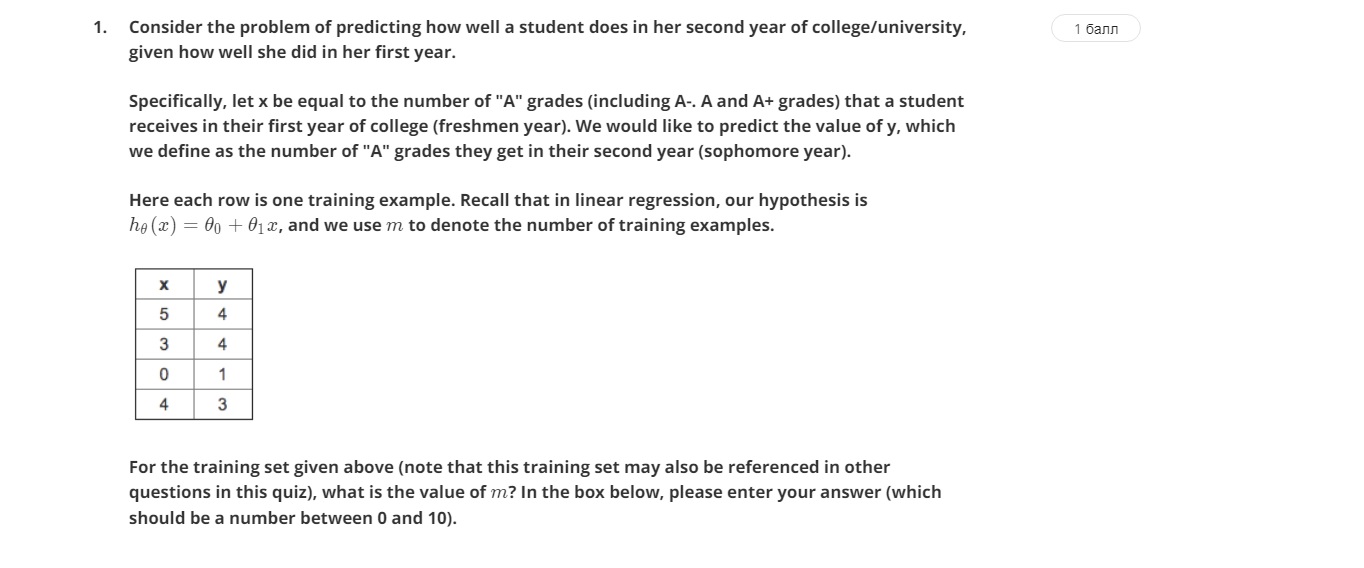 1. Consider the problem of predicting how well a student does in her second year of college/university,
given how well she did in her first year.
1 балл
Specifically, let x be equal to the number of "A" grades (including A-. A and A+ grades) that a student
receives in their first year of college (freshmen year). We would like to predict the value of y, which
we define as the number of "A" grades they get in their second year (sophomore year).
Here each row is one training example. Recall that in linear regression, our hypothesis is
hθ(x) = θ0 + θ1x, and we use m to denote the number of training examples.
x y
5 4
3 4
0 1
4 3
For the training set given above (note that this training set may also be referenced in other
questions in this quiz), what is the value of m? In the box below, please enter your answer (which
should be a number between 0 and 10).